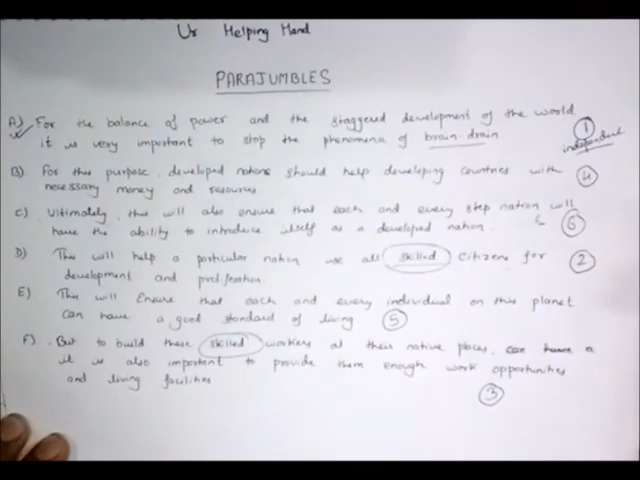 Ur Helping Hand
PARAJUMBLES
A) For the balance of power and the staggered development of the world
it is very important to stop the phenomena of brain drain
1
independent
B) For this purpose, developed nations should help developing countries with
necessary money and resources
4
C) Ultimately, this will also ensure that each and every step nation will
have the ability to introduce itself as a developed nation.
6
D) This will help a particular nation use all skilled citizens for
development and proliferation.
2
E) This will Ensure that each and every individual on this planet
can have a good standard of living
5
F) But to build these skilled workers at their native places, can have a
it is also important to provide them enough work opportunities
and living facilities
3